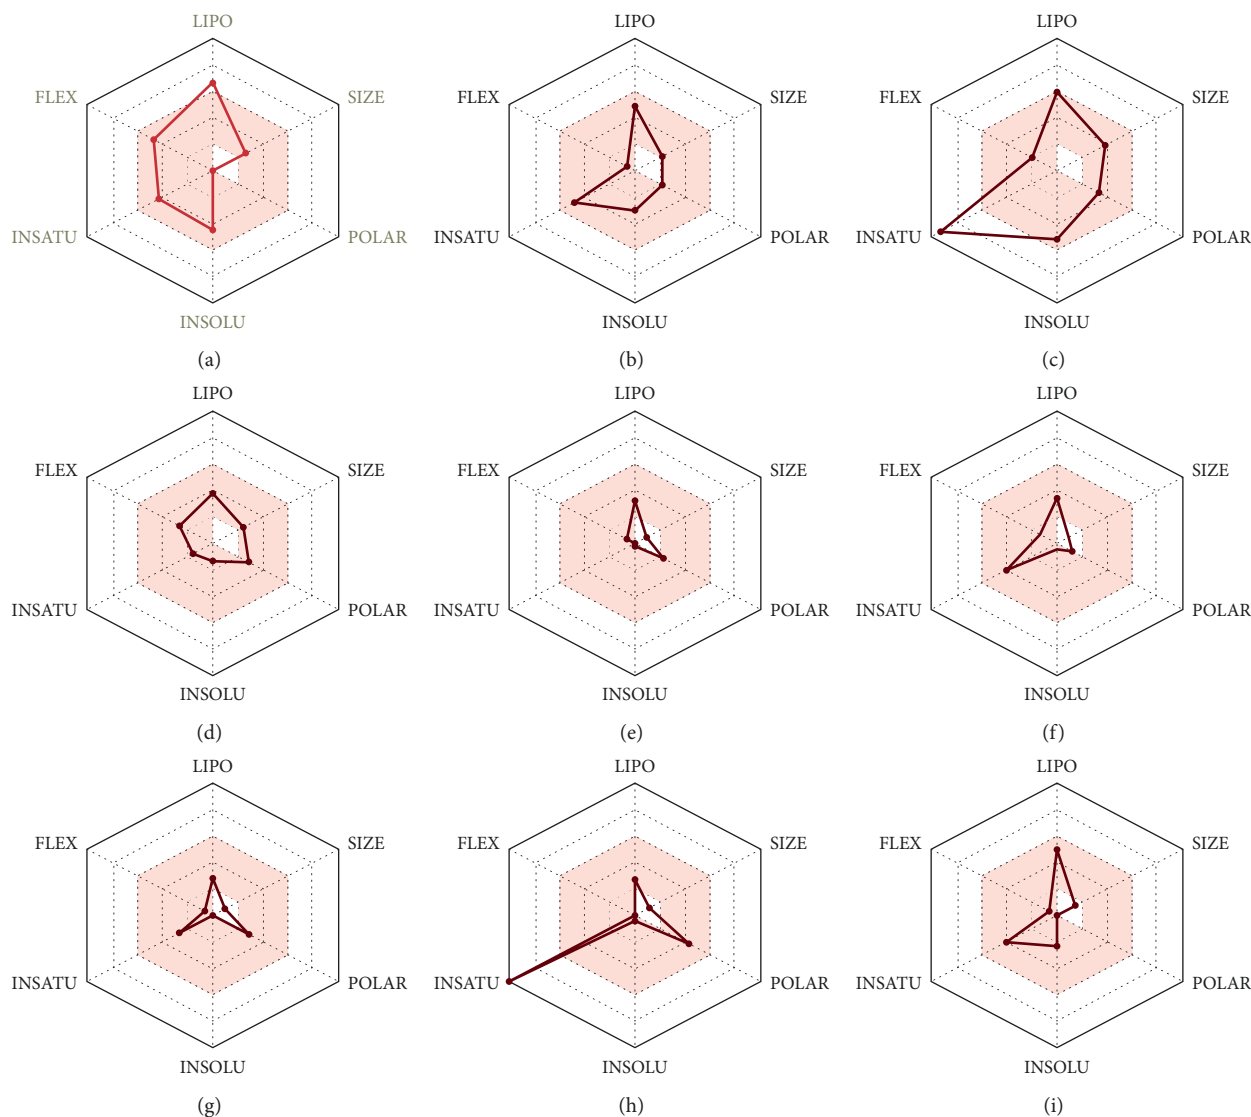 LIPO LIPO LIPO
FLEX SIZE FLEX SIZE FLEX SIZE
INSATU POLAR INSATU POLAR INSATU POLAR
INSOLU INSOLU INSOLU
(a) (b) (c)
LIPO LIPO LIPO
FLEX SIZE FLEX SIZE FLEX SIZE
INSATU POLAR INSATU POLAR INSATU POLAR
INSOLU INSOLU INSOLU
(d) (e) (f)
LIPO LIPO LIPO
FLEX SIZE FLEX SIZE FLEX SIZE
INSATU POLAR INSATU POLAR INSATU POLAR
INSOLU INSOLU INSOLU
(g) (h) (i)